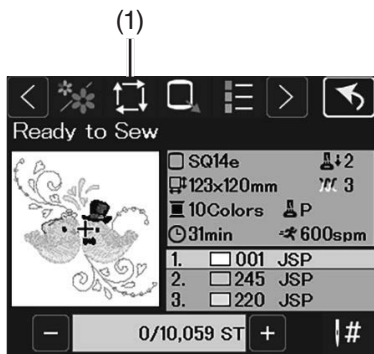 (1)
Ready to Sew
SQ14e 2
123x120mm 3
10Colors P
31min 600spm
1. 001 JSP
2. 245 JSP
3. 220 JSP
- 0/10,059 ST + #